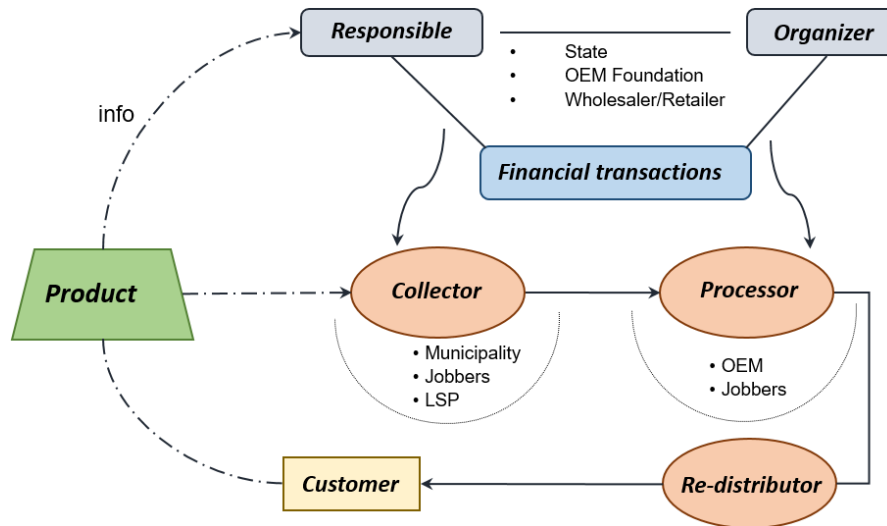 Responsible
Organizer
• State
• OEM Foundation
• Wholesaler/Retailer
info
Financial transactions
Product
Collector
Processor
• Municipality
• Jobbers
• LSP
• OEM
• Jobbers
Customer
Re-distributor